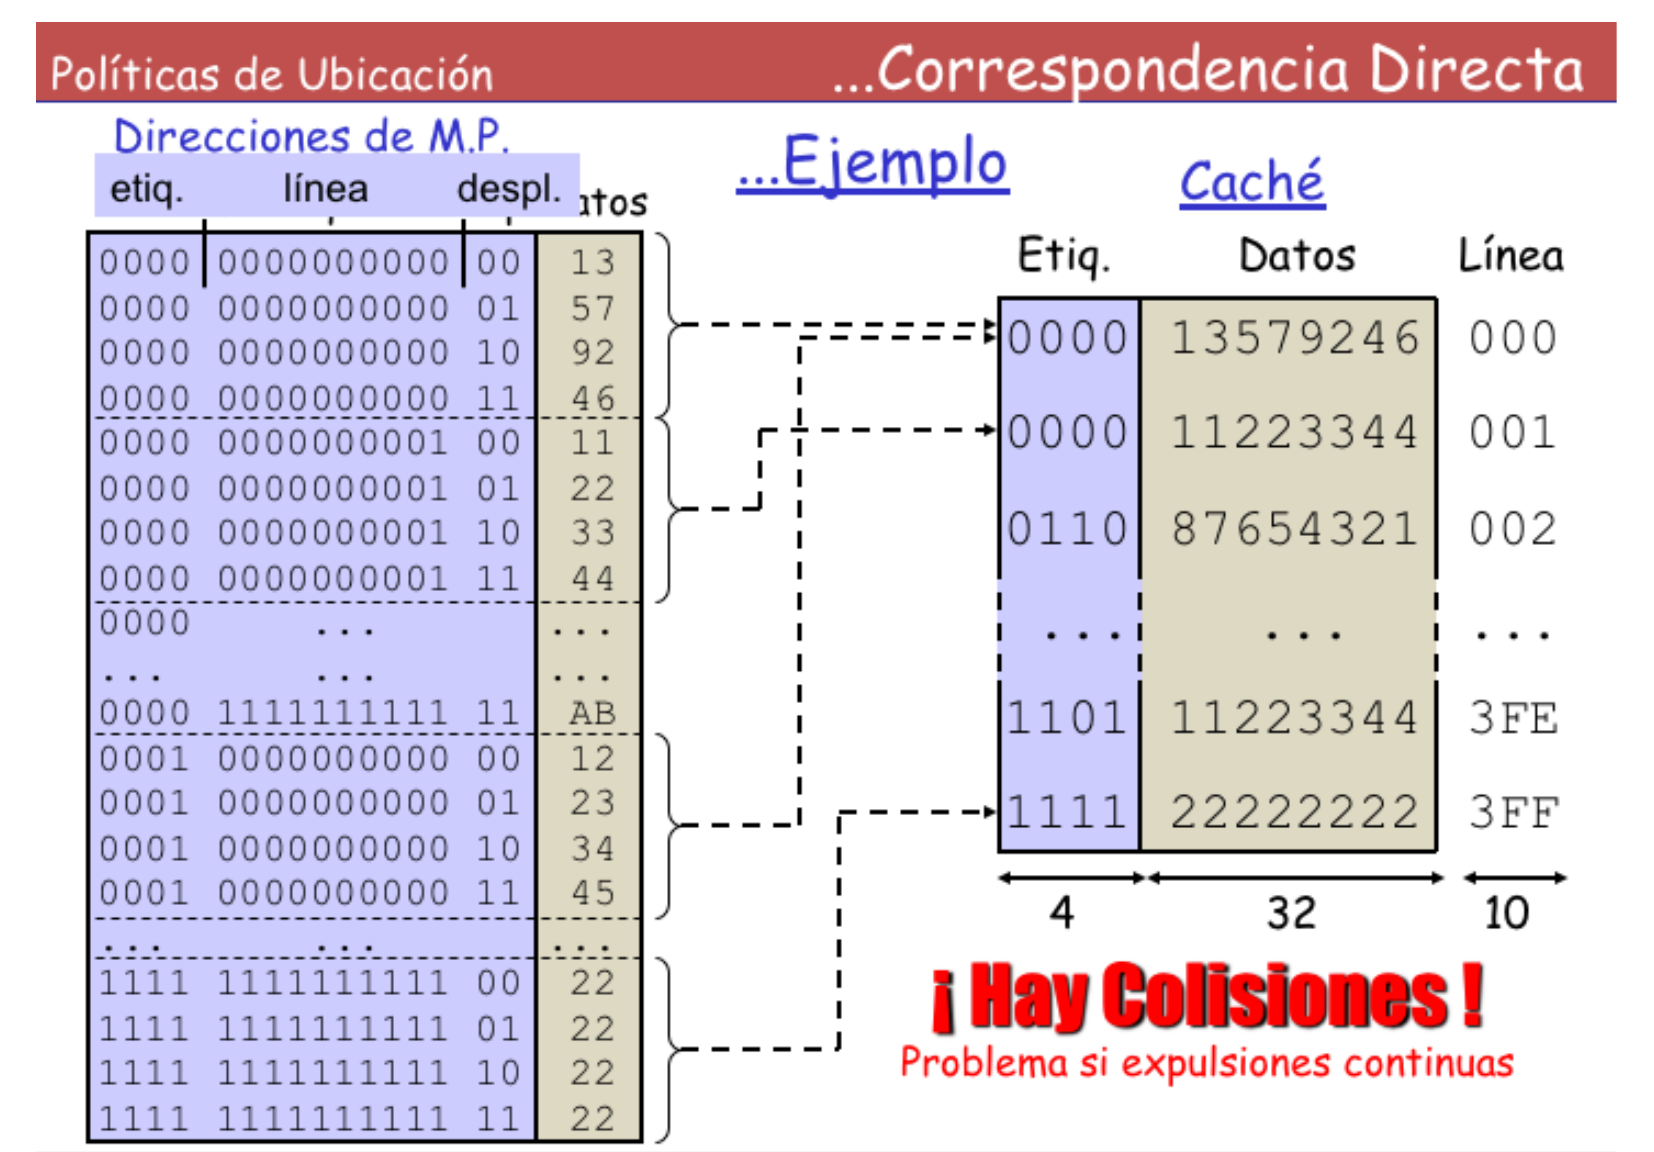 Políticas de Ubicación ...Correspondencia Directa
Direcciones de M.P.
...Ejemplo
Caché
etiq. línea despl. atos
Etiq. Datos Línea
0000 0000000000 00 13
0000 0000000000 01 57
0000 0000000000 10 92
0000 0000000000 11 46
0000 0000000001 00 11
0000 0000000001 01 22
0000 0000000001 10 33
0000 0000000001 11 44
0000 ... ...
... ... ...
0000 1111111111 11 AB
0001 0000000000 00 12
0001 0000000000 01 23
0001 0000000000 10 34
0001 0000000000 11 45
... ... ...
1111 1111111111 00 22
1111 1111111111 01 22
1111 1111111111 10 22
1111 1111111111 11 22
0000 13579246 000
0000 11223344 001
0110 87654321 002
... ... ...
1101 11223344 3FE
1111 22222222 3FF
4 32 10
¡ Hay Colisiones !
Problema si expulsiones continuas